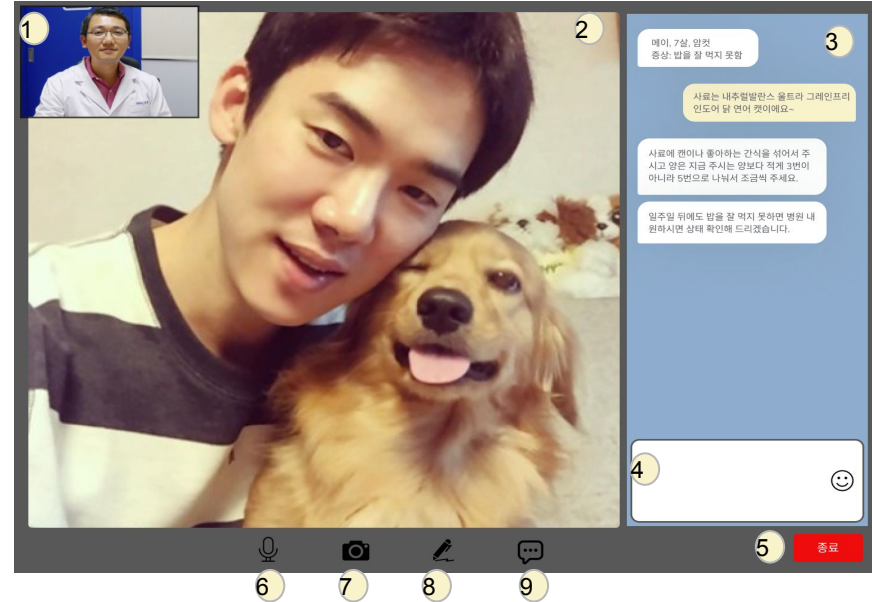 1
2
3
메이, 7살, 암컷
증상: 밥을 잘 먹지 못함
사료는 내추럴발란스 울트라 그레인프리
인도어 닭 연어 캣이에요~
사료에 캔이나 좋아하는 간식을 섞어서 주
시고 양은 지금 주시는 양보다 적게 3번이
아니라 5번으로 나눠서 조금씩 주세요.
일주일 뒤에도 밥을 잘 먹지 못하면 병원 내
원하시면 상태 확인해 드리겠습니다.
4
5
종료
6
7
8
9